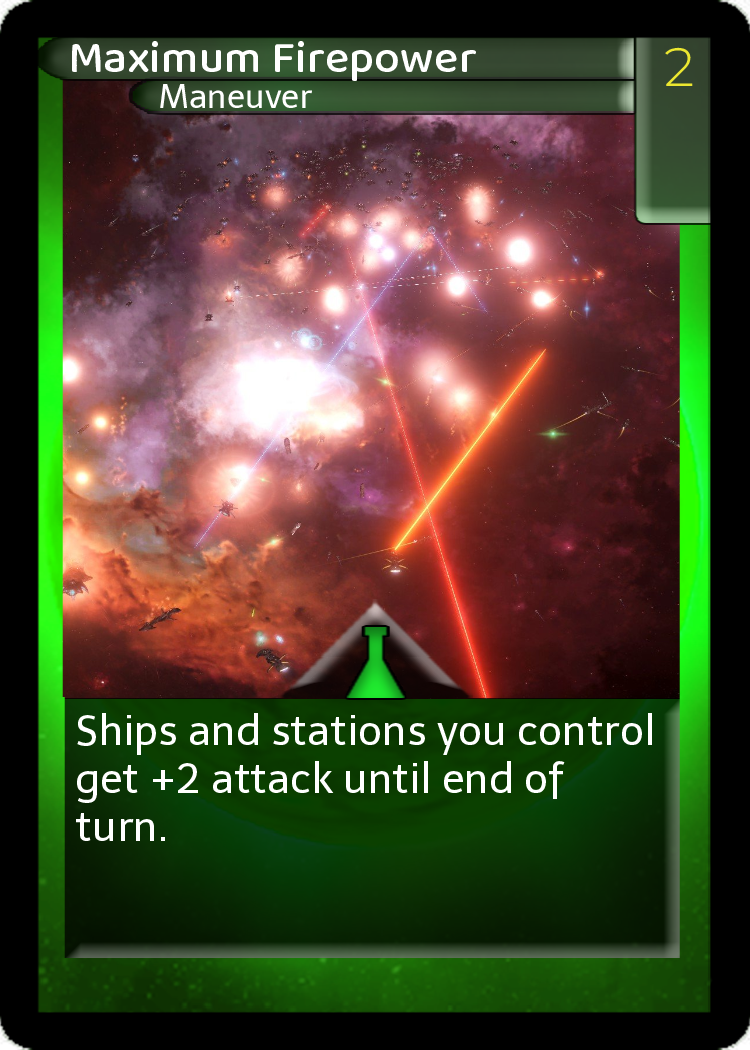 Maximum Firepower
2
Maneuver
Ships and stations you control
get +2 attack until end of
turn.